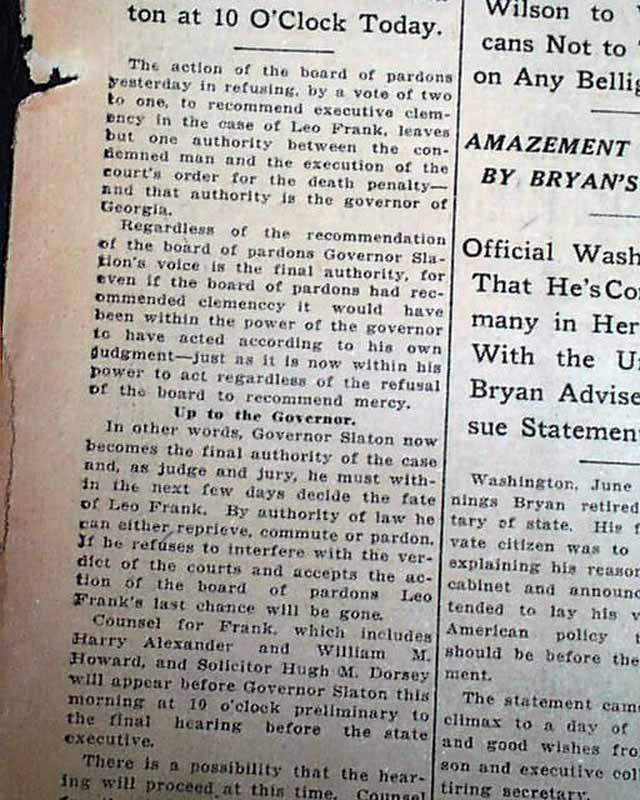 ton at 10 O'Clock Today.
The action of the board of pardons
yesterday in refusing, by a vote of two
to one, to recommend executive clem-
ency in the case of Leo Frank, leaves
but one authority between the con-
demned man and the execution of the
court's order for the death penalty—
and that authority is the governor of
Georgia.
Regardless of the recommendation
of the board of pardons Governor Sla-
ton's voice is the final authority, for
even if the board of pardons had rec-
ommended clemenccy it would have
been within the power of the governor
to have acted according to his own
judgment—just as it is now within his
power to act regardless of the refusal
of the board to recommend mercy.
Up to the Governor.
In other words, Governor Slaton now
becomes the final authority of the case
and, as judge and jury, he must with-
in the next few days decide the fate
of Leo Frank. By authority of law he
can either reprieve, commute or pardon.
If he refuses to interfere with the ver-
dict of the courts and accepts the ac-
tion of the board of pardons Leo
Frank's last chance will be gone.
Counsel for Frank, which includes
Harry Alexander and William M.
Howard, and Solicitor Hugh M. Dorsey
will appear before Governor Slaton this
morning at 10 o'clock preliminary to
the final hearing before the state
executive.
There is a possibility that the hear-
ing will proceed at this time. Counsel
Wilson to
cans Not to
on Any Bellig
AMAZEMENT
BY BRYAN'S
Official Wash
That He's Con
many in Her
With the Un
Bryan Advise
sue Statemen
Washington, June
nings Bryan retired
tary of state. His f
vate citizen was to
explaining his reason
cabinet and announc
tended to lay his v
American policy t
should be before the
ment.
The statement came
climax to a day of
and good wishes fro
son and executive col
tiring secretary.